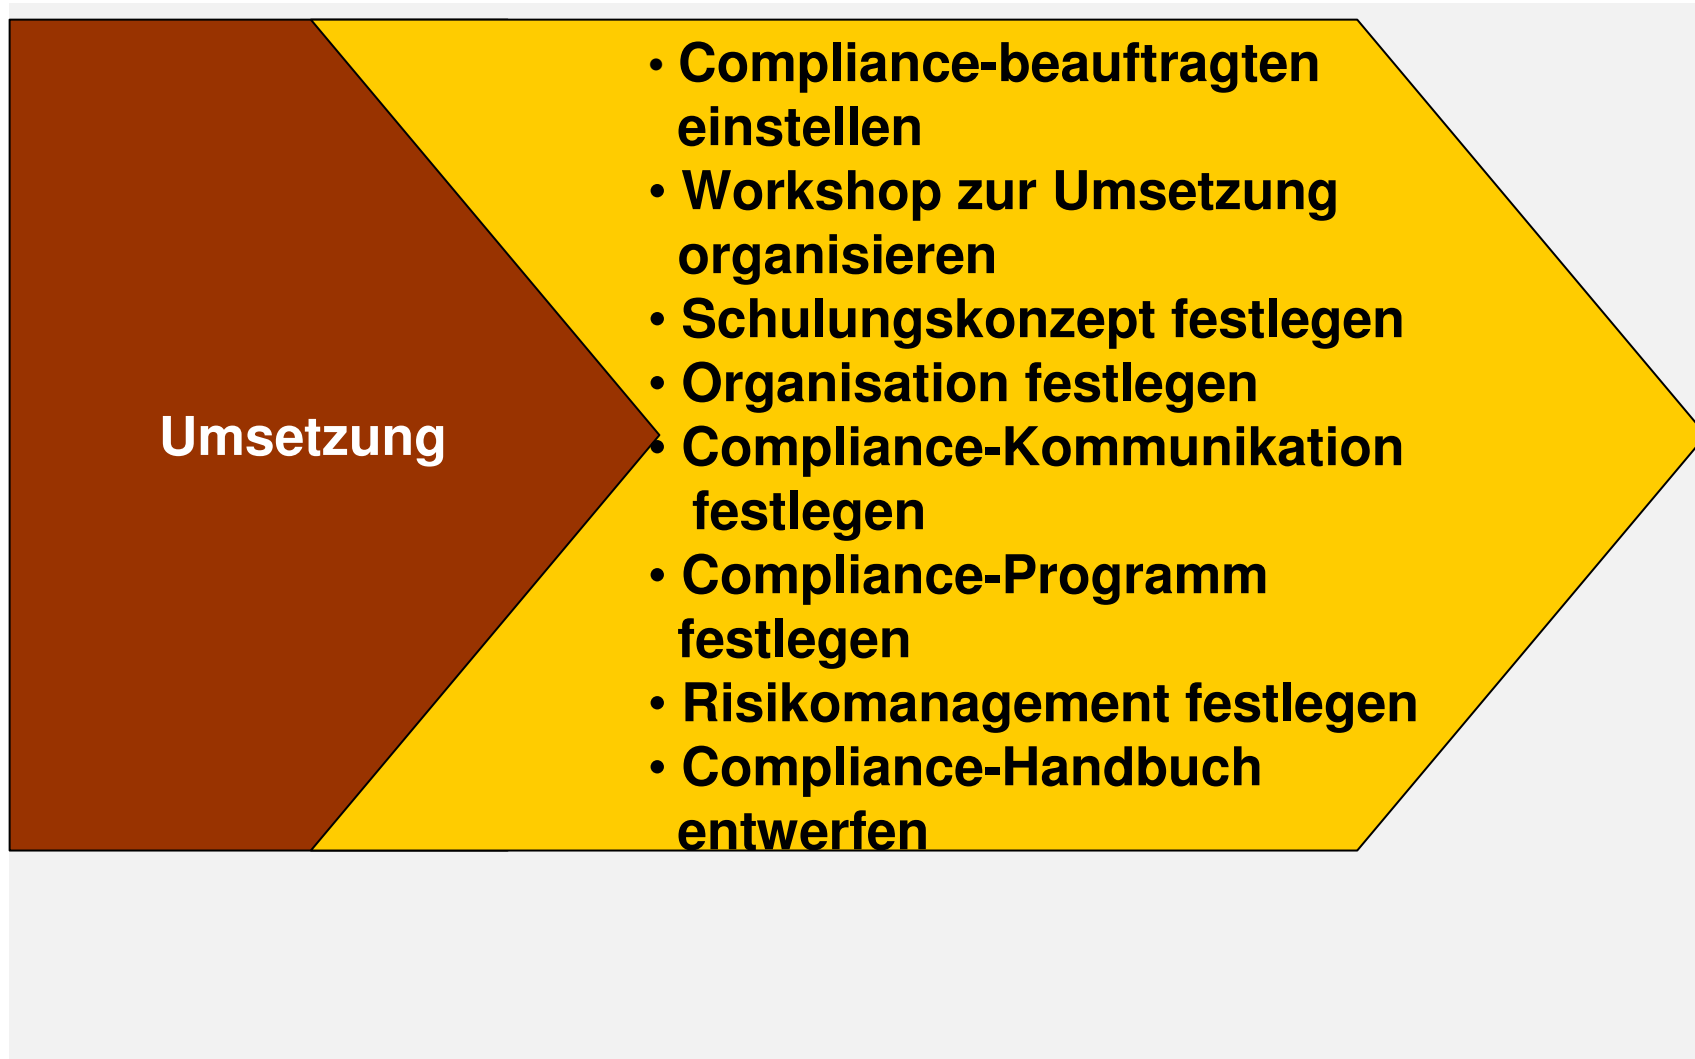 Umsetzung
• Compliance-beauftragten
einstellen
• Workshop zur Umsetzung
organisieren
• Schulungskonzept festlegen
• Organisation festlegen
• Compliance-Kommunikation
festlegen
• Compliance-Programm
festlegen
• Risikomanagement festlegen
• Compliance-Handbuch
entwerfen